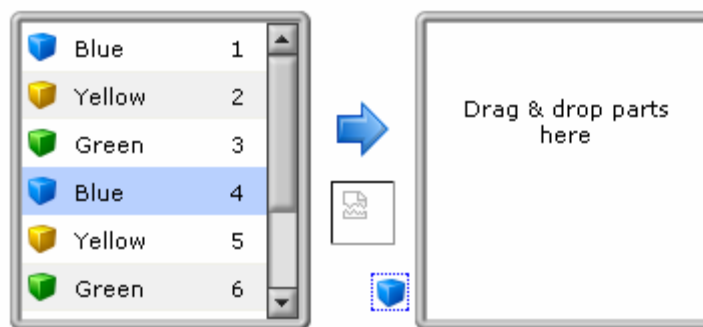 Blue 1
Yellow 2
Green 3
Blue 4
Yellow 5
Green 6
Drag & drop parts
here